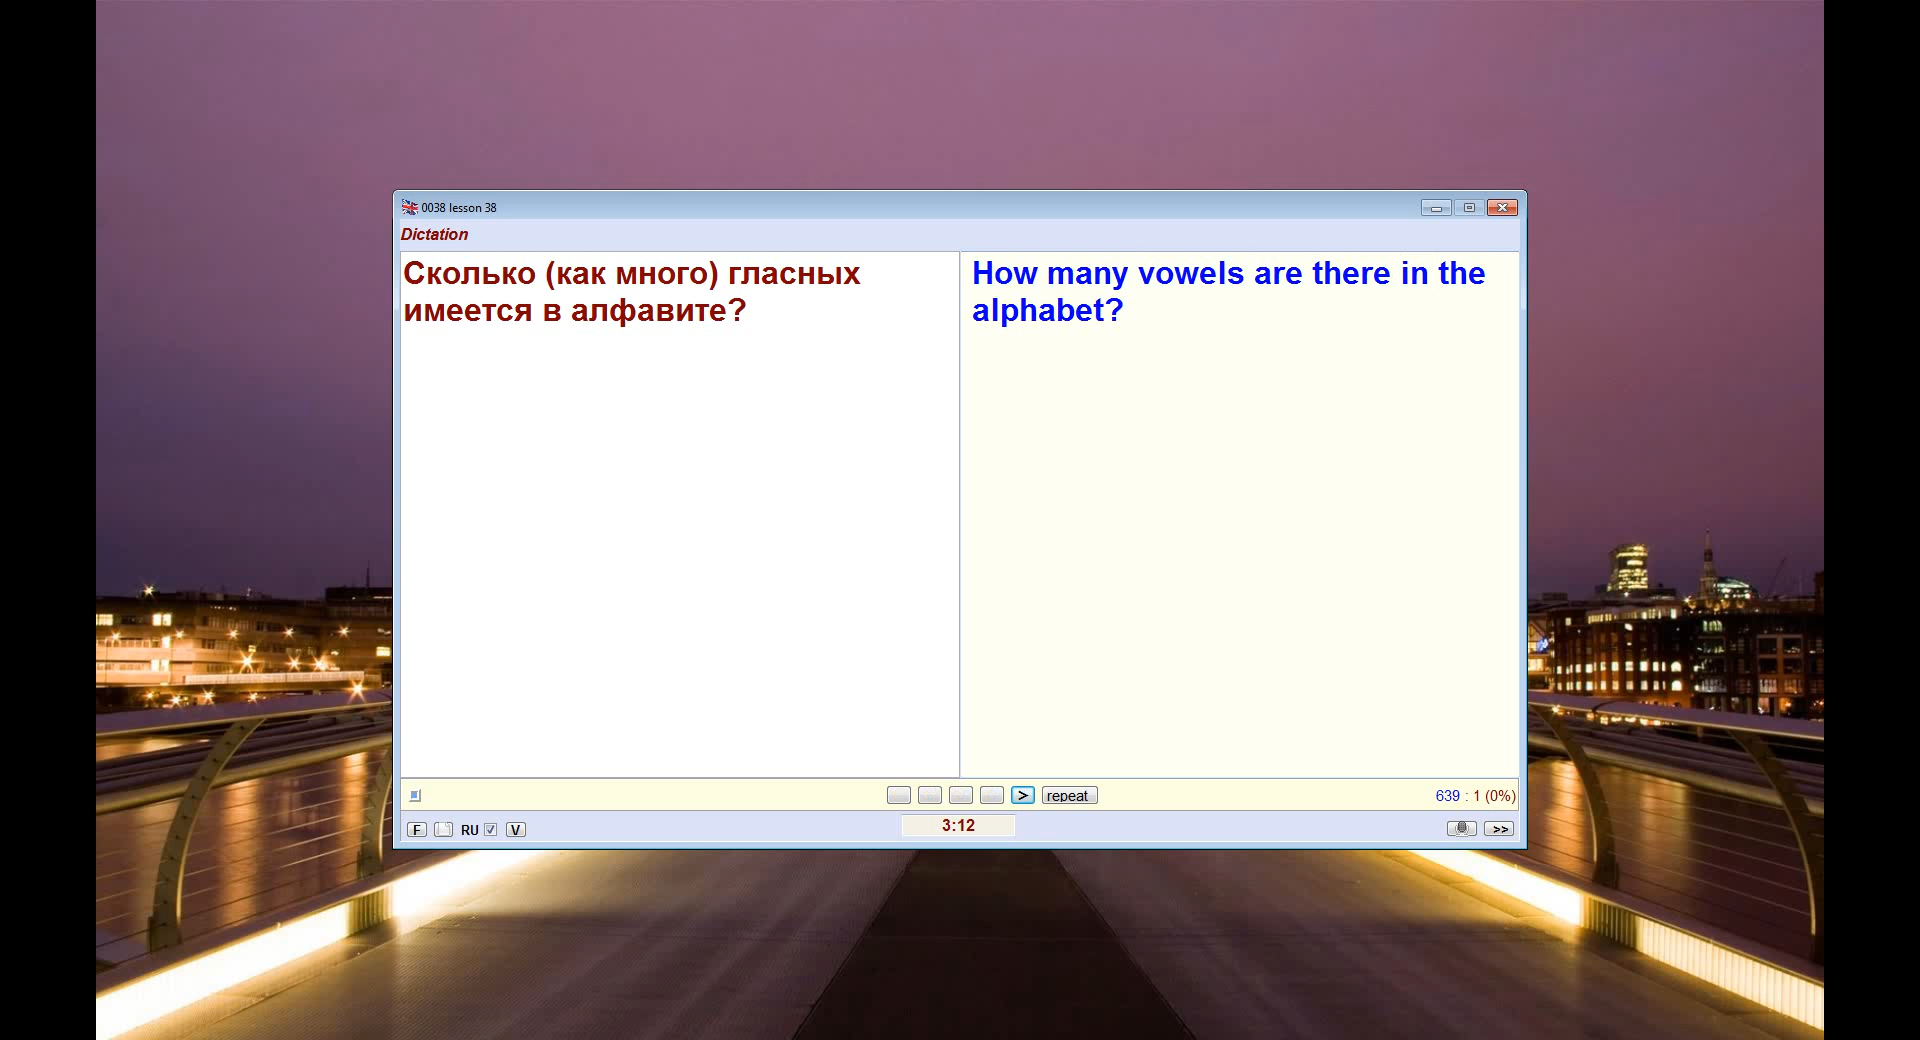 0038 lesson 38
Dictation
Сколько (как много) гласных
имеется в алфавите?
How many vowels are there in the
alphabet?
> repeat
639 : 1 (0%)
F RU V
3:12
>>